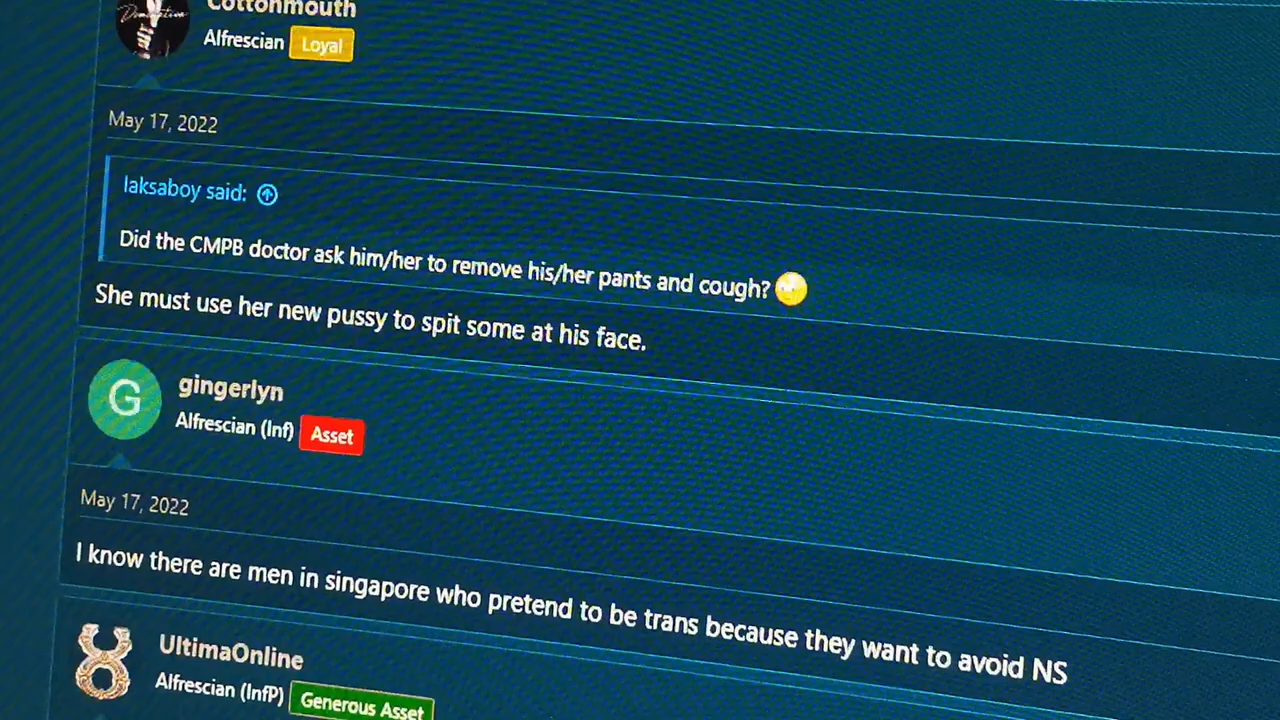 Cottonmouth
Alfrescian Loyal
May 17, 2022
laksaboy said:
Did the CMPB doctor ask him/her to remove his/her pants and cough?
She must use her new pussy to spit some at his face.
G
gingerlyn
Alfrescian (Inf) Asset
May 17, 2022
I know there are men in singapore who pretend to be trans because they want to avoid NS
UltimaOnline
Alfrescian (InfP) Generous Asset